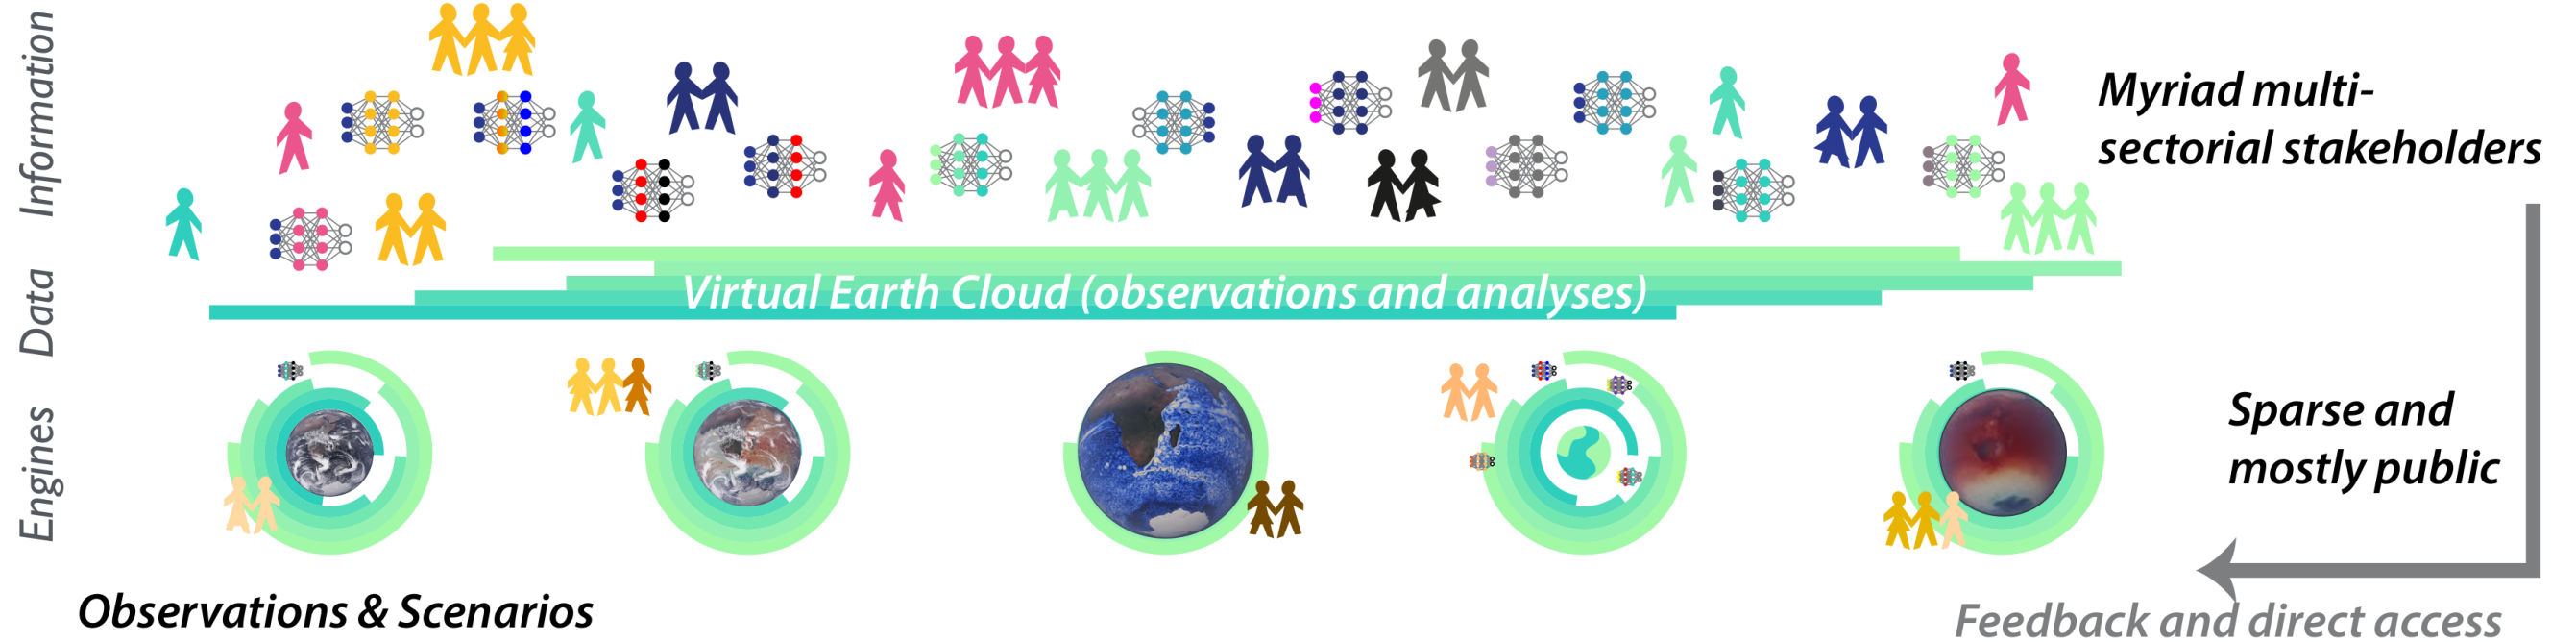 Information
Myriad multi-
sectorial stakeholders
Data
Virtual Earth Cloud (observations and analyses)
Engines
Sparse and
mostly public
Observations & Scenarios
Feedback and direct access